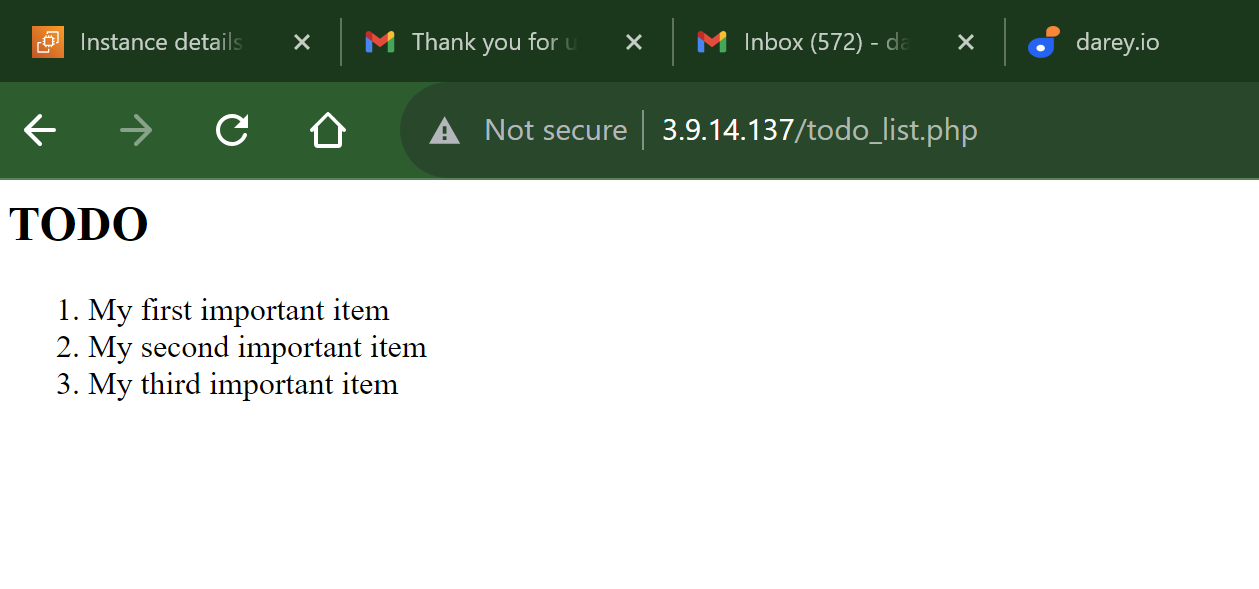 Instance details
Thank you for u
Inbox (572) - da
darey.io
Not secure
3.9.14.137/todo_list.php
TODO
1. My first important item
2. My second important item
3. My third important item